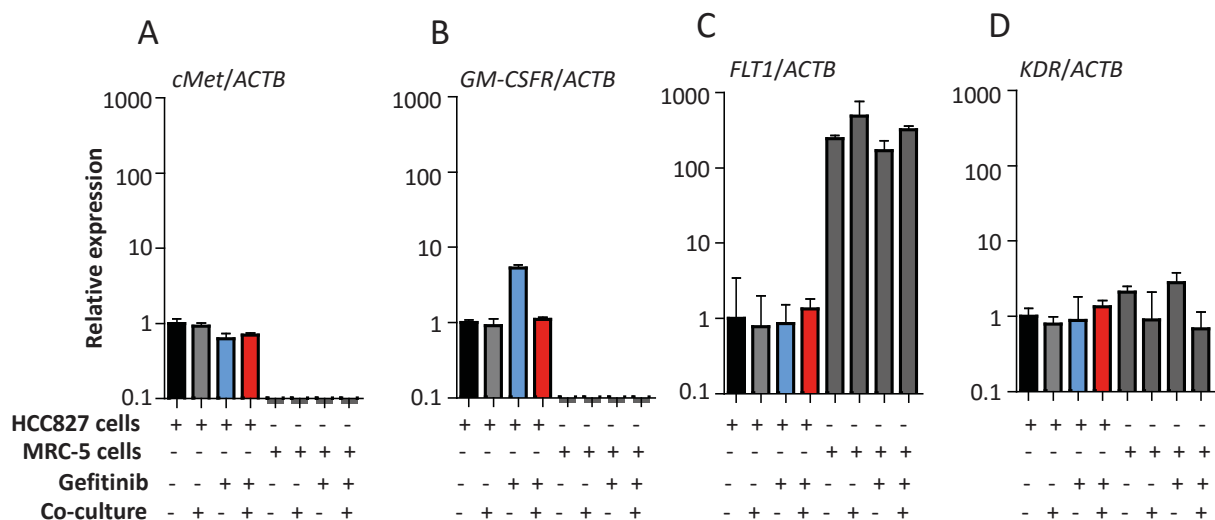 A B C D
cMet/ACTB GM-CSFR/ACTB FLT1/ACTB KDR/ACTB
Relative expression
1000 1000 1000 1000
100 100 100 100
10 10 10 10
1 1 1 1
0.1 0.1 0.1 0.1
HCC827 cells + + + + - - - - + + + + - - - - + + + + - - - - + + + + - - - -
MRC-5 cells - - - - + + + + - - - - + + + + - - - - + + + + - - - - + + + +
Gefitinib - - + + - - + + - - + + - - + + - - + + - - + + - - + + - - + +
Co-culture - + - + - + - + - + - + - + - + - + - + - + - + - + - + - + - +